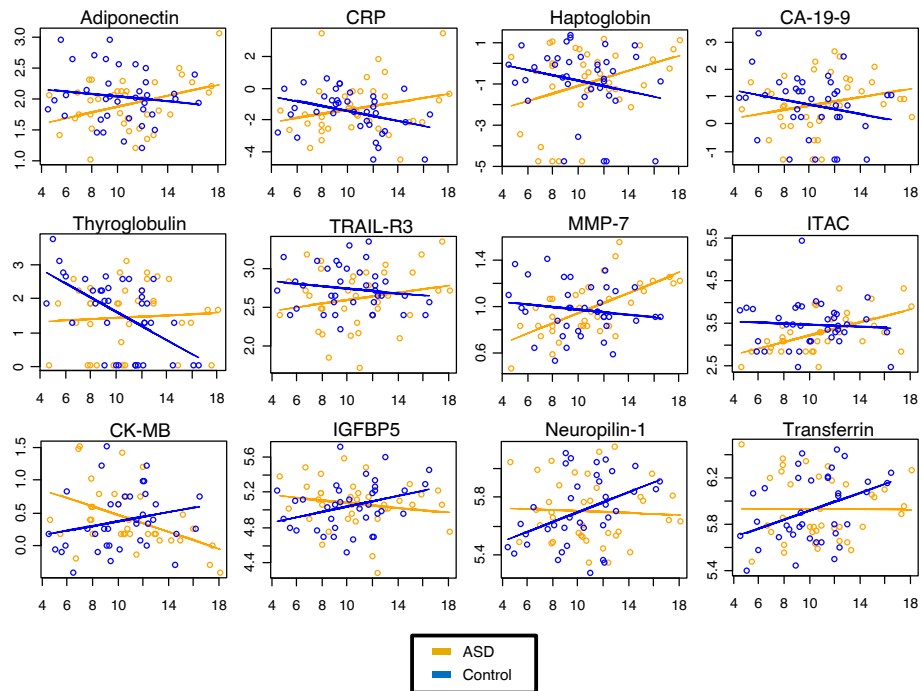 Adiponectin CRP Haptoglobin CA-19-9
1.0 1.5 2.0 2.5 3.0
4 6 8 10 14 18
-4 -2 0 2
4 6 8 10 14 18
-5 -3 -1 1
4 6 8 10 14 18
-1 0 1 2 3
4 6 8 10 14 18
Thyroglobulin TRAIL-R3 MMP-7 ITAC
0 1 2 3
4 6 8 10 14 18
2.0 2.5 3.0
4 6 8 10 14 18
0.6 1.0 1.4
4 6 8 10 14 18
2.5 3.5 4.5 5.5
4 6 8 10 14 18
CK-MB IGFBP5 Neuropilin-1 Transferrin
0.0 0.5 1.0 1.5
4 6 8 10 14 18
4.4 4.8 5.2 5.6
4 6 8 10 14 18
5.4 5.8
4 6 8 10 14 18
5.4 5.8 6.2
4 6 8 10 14 18
ASD
Control